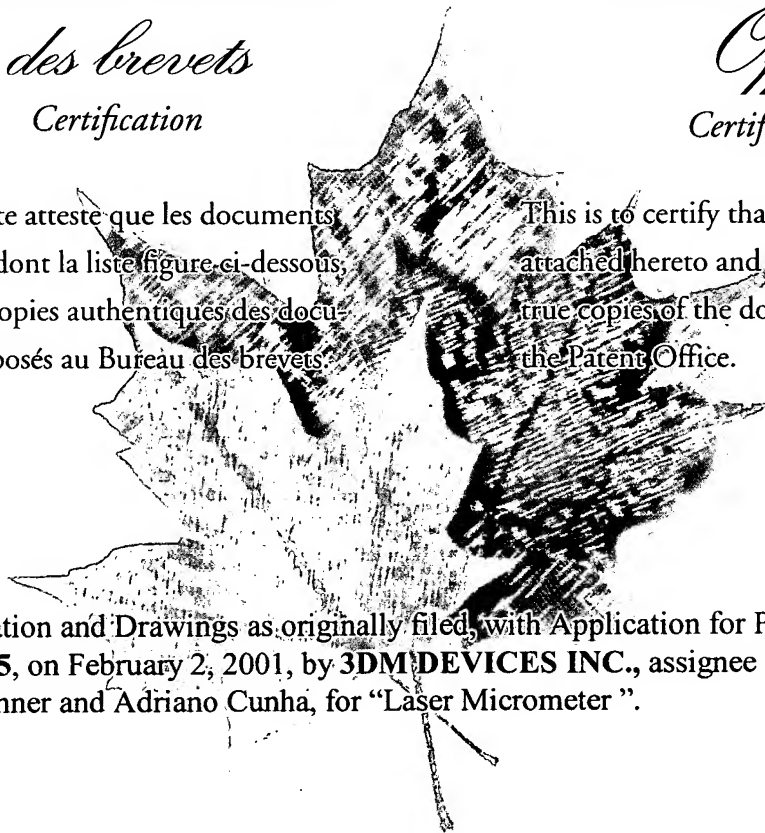 des brevets
Certification
te atteste que les documents
dont la liste figure ci-dessous,
opies authentiques des docu-
posés au Bureau des brevets.
Certif
This is to certify tha
attached hereto and
true copies of the do
the Patent Office.
ation and Drawings as originally filed, with Application for P
5, on February 2, 2001, by 3DM DEVICES INC., assignee
nner and Adriano Cunha, for “Laser Micrometer ”.